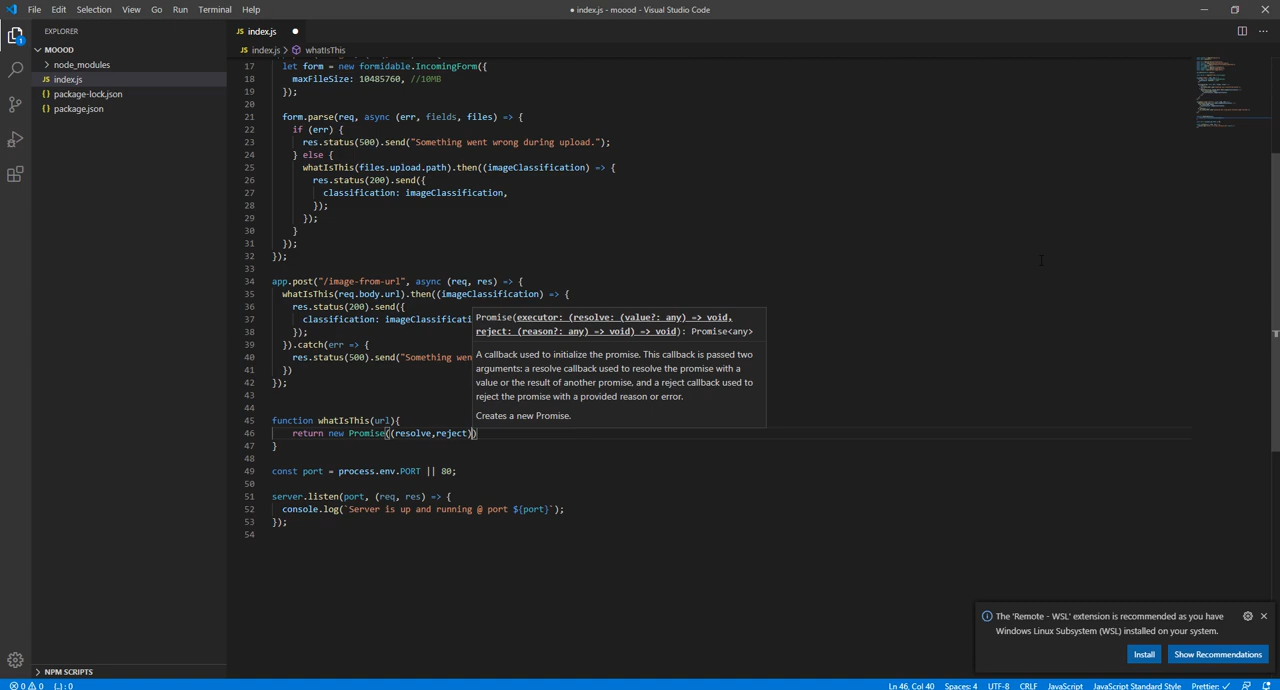 File Edit Selection View Go Run Terminal Help
● index.js - moood - Visual Studio Code
EXPLORER
MOOOD
node_modules
JS index.js
{} package-lock.json
{} package.json
NPM SCRIPTS
1
JS index.js ●
JS index.js > whatIsThis
17 let form = new formidable.IncomingForm({
18 maxFileSize: 10485760, //10MB
19 });
20
21 form.parse(req, async (err, fields, files) => {
22 if (err) {
23 res.status(500).send("Something went wrong during upload.");
24 } else {
25 whatIsThis(files.upload.path).then((imageClassification) => {
26 res.status(200).send({
27 classification: imageClassification,
28 });
29 });
30 }
31 });
32 });
33
34 app.post("/image-from-url", async (req, res) => {
35 whatIsThis(req.body.url).then((imageClassification) => {
36 res.status(200).send({
37 classification: imageClassificati
38 });
39 }).catch(err => {
40 res.status(500).send("Something wen
41 })
42 });
43
44
45 function whatIsThis(url){
46 return new Promise((resolve,reject))
47 }
48
49 const port = process.env.PORT || 80;
50
51 server.listen(port, (req, res) => {
52 console.log(`Server is up and running @ port ${port}`);
53 });
54
Promise(executor: (resolve: (value?: any) => void,
reject: (reason?: any) => void) => void): Promise<any>
A callback used to initialize the promise. This callback is passed two
arguments: a resolve callback used to resolve the promise with a
value or the result of another promise, and a reject callback used to
reject the promise with a provided reason or error.
Creates a new Promise.
The 'Remote - WSL' extension is recommended as you have
Windows Linux Subsystem (WSL) installed on your system.
Install Show Recommendations
0 0 {..} : 0 Ln 46, Col 40 Spaces: 4 UTF-8 CRLF JavaScript JavaScript Standard Style Prettier: ✓